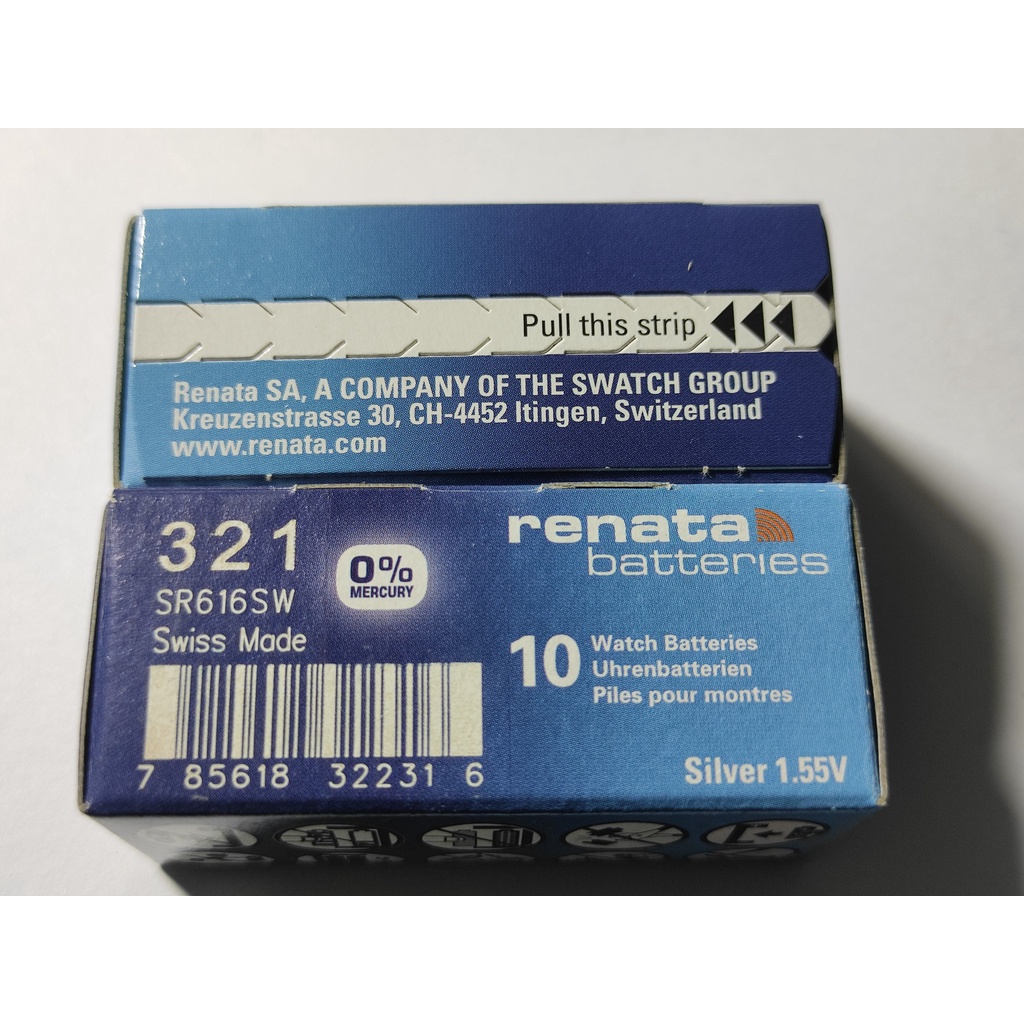 Pull this strip
Renata SA, A COMPANY OF THE SWATCH GROUP
Kreuzenstrasse 30, CH-4452 Itingen, Switzerland
www.renata.com
321
SR616SW
Swiss Made
0%
MERCURY
7 85618 32231 6
renata
batteries
10
Watch Batteries
Uhrenbatterien
Piles pour montres
Silver 1.55V